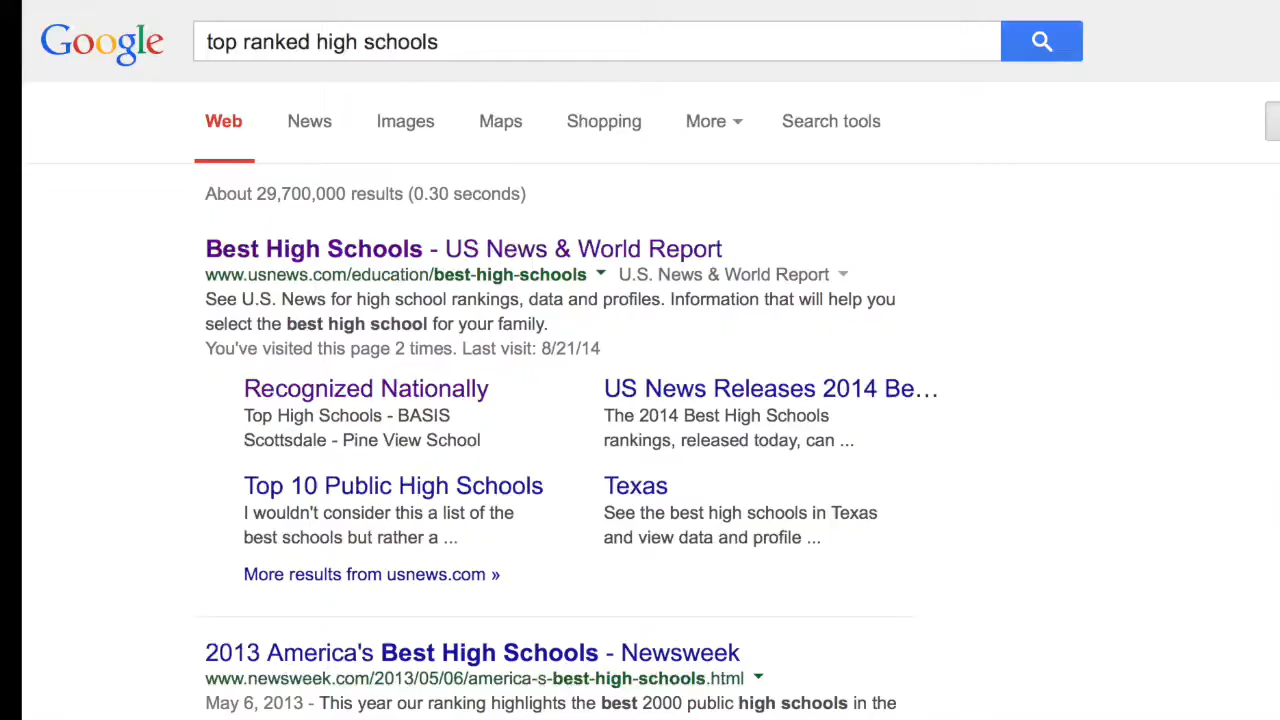 Google
top ranked high schools
Web News Images Maps Shopping More Search tools
About 29,700,000 results (0.30 seconds)
Best High Schools - US News & World Report
www.usnews.com/education/best-high-schools U.S. News & World Report
See U.S. News for high school rankings, data and profiles. Information that will help you
select the best high school for your family.
You've visited this page 2 times. Last visit: 8/21/14
Recognized Nationally
Top High Schools - BASIS
Scottsdale - Pine View School
US News Releases 2014 Be...
The 2014 Best High Schools
rankings, released today, can ...
Top 10 Public High Schools
I wouldn't consider this a list of the
best schools but rather a ...
Texas
See the best high schools in Texas
and view data and profile ...
More results from usnews.com »
2013 America's Best High Schools - Newsweek
www.newsweek.com/2013/05/06/america-s-best-high-schools.html
May 6, 2013 - This year our ranking highlights the best 2000 public high schools in the